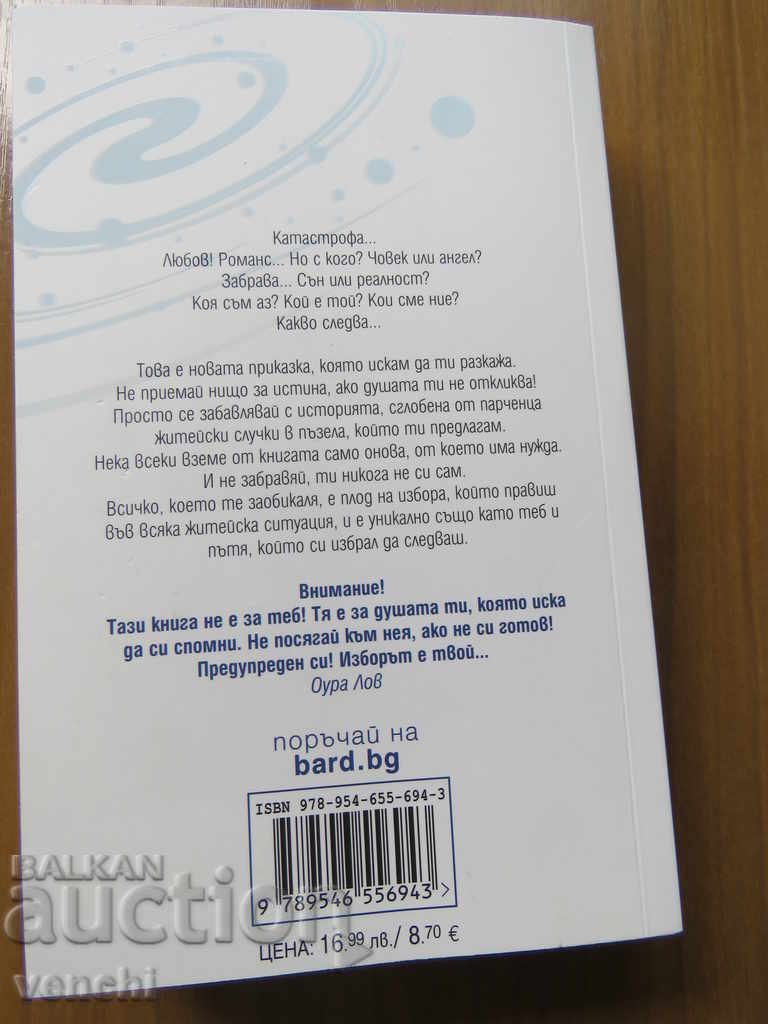 Катастрофа...
Любов! Романс... Но с кого? Човек или ангел?
Забрава... Сън или реалност?
Коя съм аз? Кой е той? Кои сме ние?
Какво следва...
Това е новата приказка, която искам да ти разкажа.
Не приемай нищо за истина, ако душата ти не откликва!
Просто се забавлявай с историята, сглобена от парченца
житейски случки в пъзела, който ти предлагам.
Нека всеки вземе от книгата само онова, от което има нужда.
И не забравяй, ти никога не си сам.
Всичко, което те заобикаля, е плод на избора, който правиш
във всяка житейска ситуация, и е уникално също като теб и
пътя, който си избрал да следваш.
Внимание!
Тази книга не е за теб! Тя е за душата ти, която иска
да си спомни. Не посягай към нея, ако не си готов!
Предупреден си! Изборът е твой...
Оура Лов
поръчай на
bard.bg
ISBN 978-954-655-694-3
9 789546 556943 >
ЦЕНА: 16.99 лв./ 8.70 €
BALKAN
auction
venchi